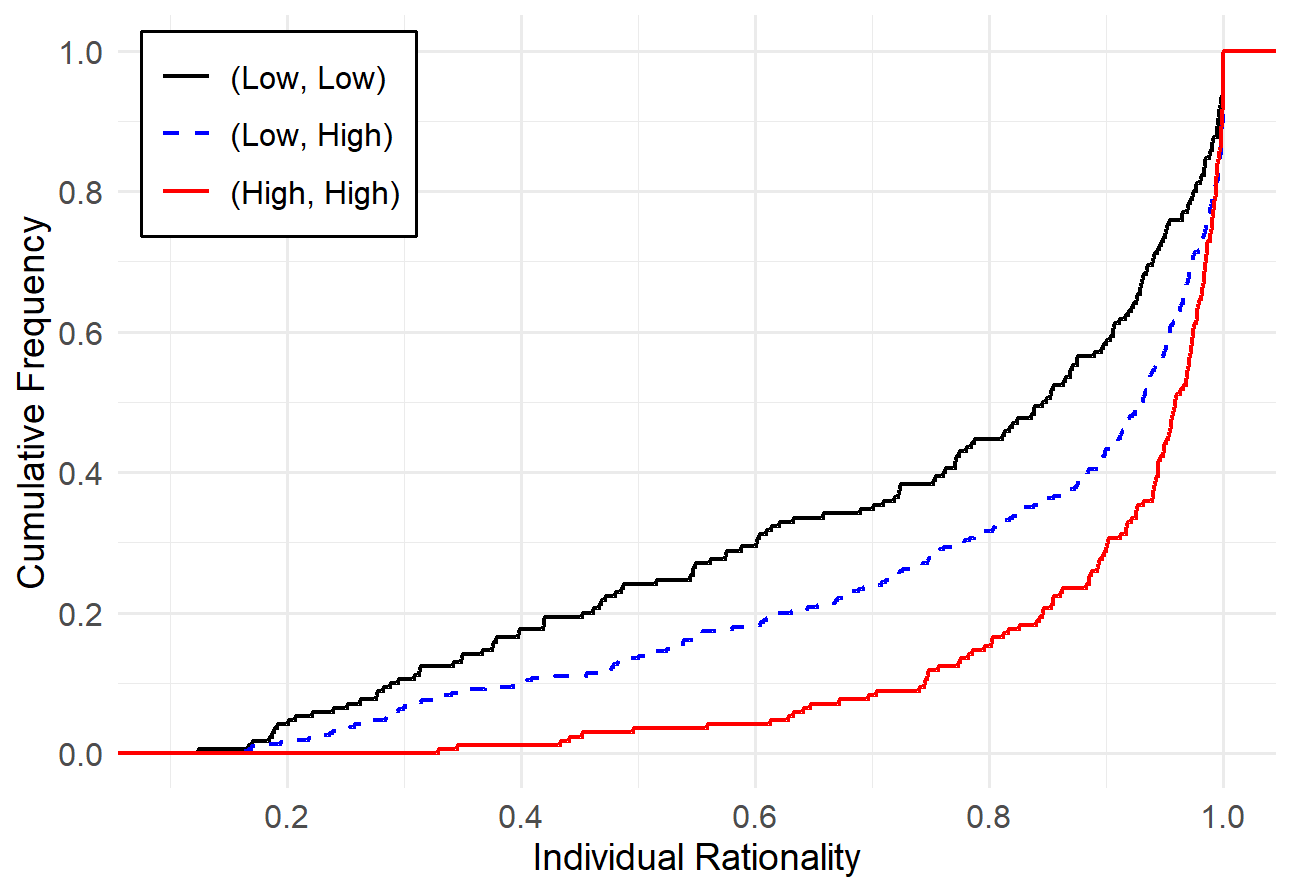 (Low, Low)
(Low, High)
(High, High)
Cumulative Frequency
1.0
0.8
0.6
0.4
0.2
0.0
0.2 0.4 0.6 0.8 1.0
Individual Rationality